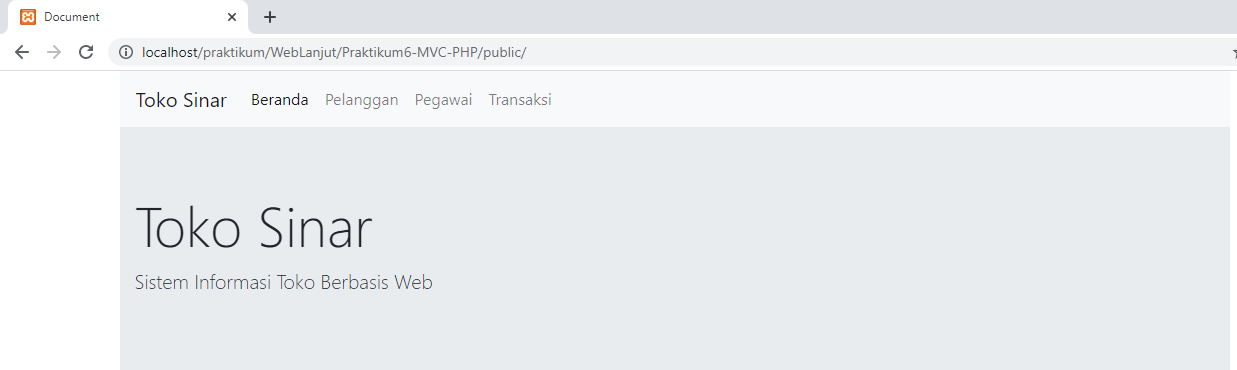 Document
localhost/praktikum/WebLanjut/Praktikum6-MVC-PHP/public/
Toko Sinar Beranda Pelanggan Pegawai Transaksi
Toko Sinar
Sistem Informasi Toko Berbasis Web